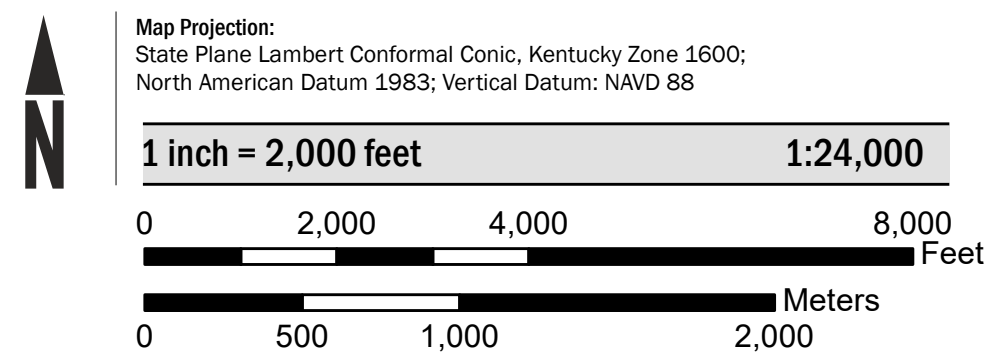 Map Projection:
State Plane Lambert Conformal Conic, Kentucky Zone 1600;
North American Datum 1983; Vertical Datum: NAVD 88
N
1 inch = 2,000 feet 1:24,000
0 2,000 4,000 8,000
Feet
Meters
0 500 1,000 2,000